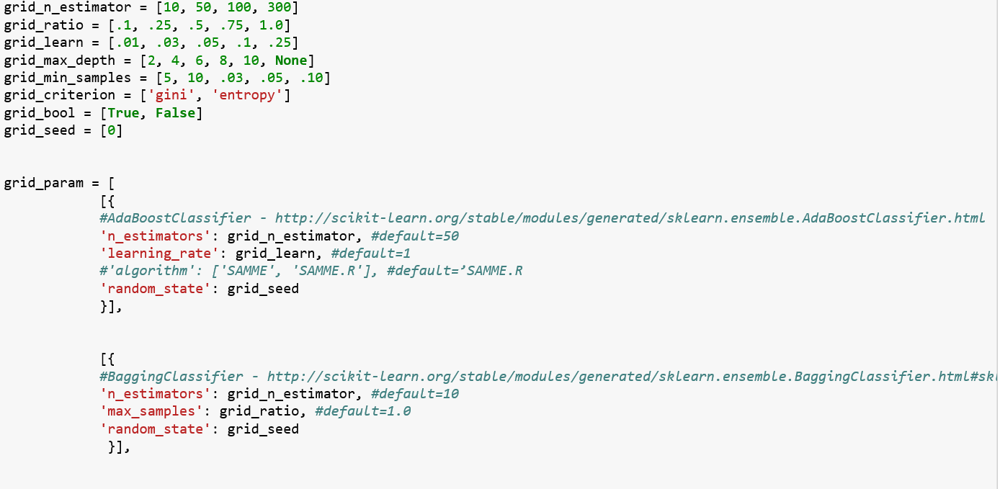 grid_n_estimator = [10, 50, 100, 300]
grid_ratio = [.1, .25, .5, .75, 1.0]
grid_learn = [.01, .03, .05, .1, .25]
grid_max_depth = [2, 4, 6, 8, 10, None]
grid_min_samples = [5, 10, .03, .05, .10]
grid_criterion = ['gini', 'entropy']
grid_bool = [True, False]
grid_seed = [0]
grid_param = [
[{
#AdaBoostClassifier - http://scikit-learn.org/stable/modules/generated/sklearn.ensemble.AdaBoostClassifier.html
'n_estimators': grid_n_estimator, #default=50
'learning_rate': grid_learn, #default=1
#'algorithm': ['SAMME', 'SAMME.R'], #default=’SAMME.R
'random_state': grid_seed
}],
[{
#BaggingClassifier - http://scikit-learn.org/stable/modules/generated/sklearn.ensemble.BaggingClassifier.html#skl
'n_estimators': grid_n_estimator, #default=10
'max_samples': grid_ratio, #default=1.0
'random_state': grid_seed
}],